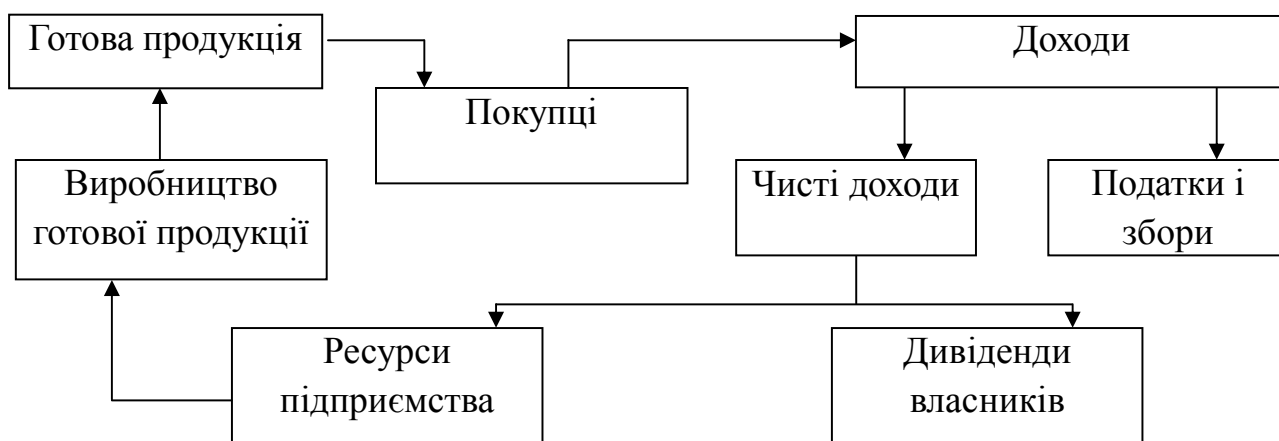 Готова продукція
Доходи
Покупці
Виробництво
готової продукції
Чисті доходи
Податки і
збори
Ресурси
підприємства
Дивіденди
власників